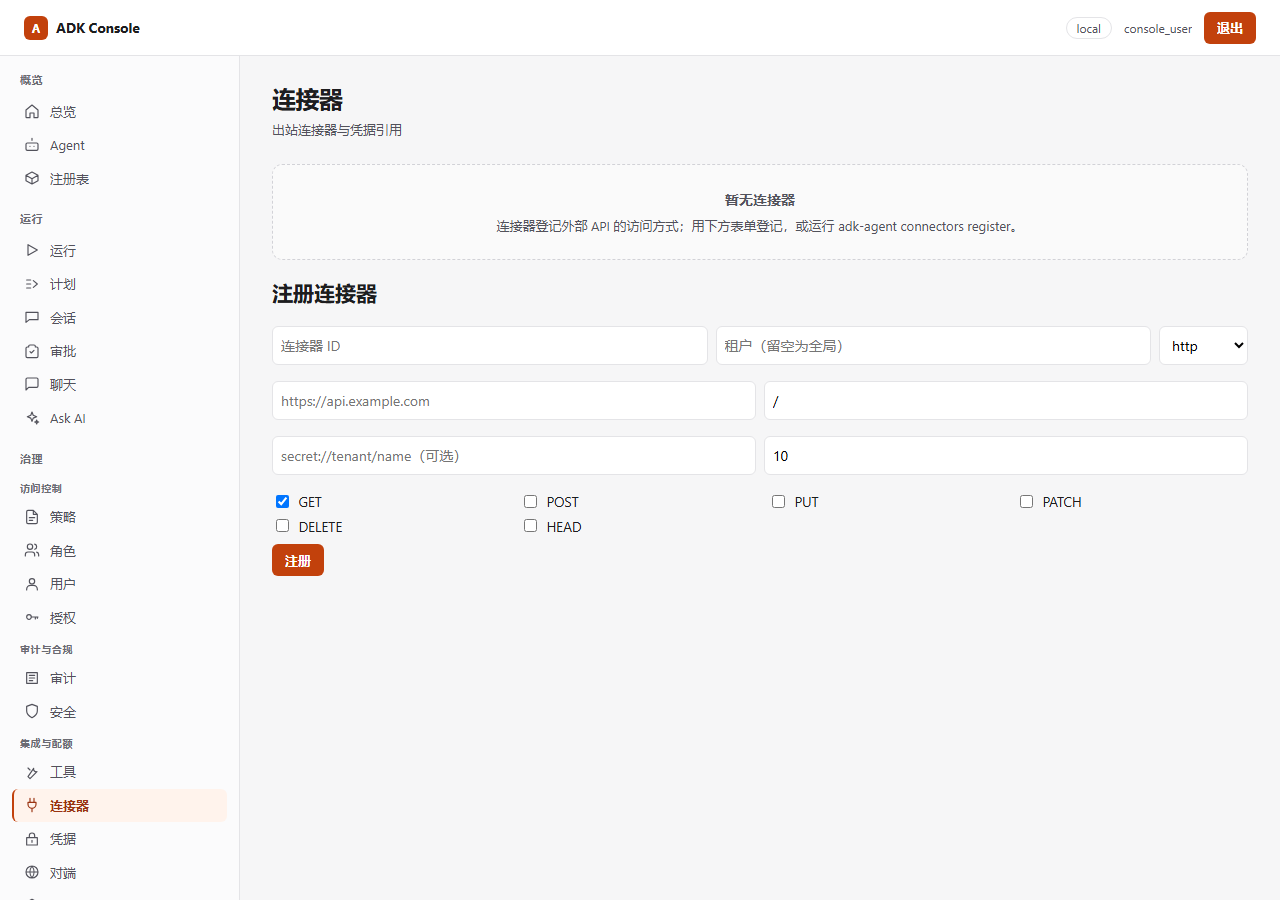 A ADK Console
local console_user 退出
概览
总览
Agent
注册表
运行
运行
计划
会话
审批
聊天
Ask AI
治理
访问控制
策略
角色
用户
授权
审计与合规
审计
安全
集成与配额
工具
连接器
凭据
对端
连接器
出站连接器与凭据引用
暂无连接器
连接器登记外部 API 的访问方式；用下方表单登记，或运行 adk-agent connectors register。
注册连接器
连接器 ID 租户（留空为全局） http
https://api.example.com /
secret://tenant/name（可选） 10
GET POST PUT PATCH
DELETE HEAD
注册